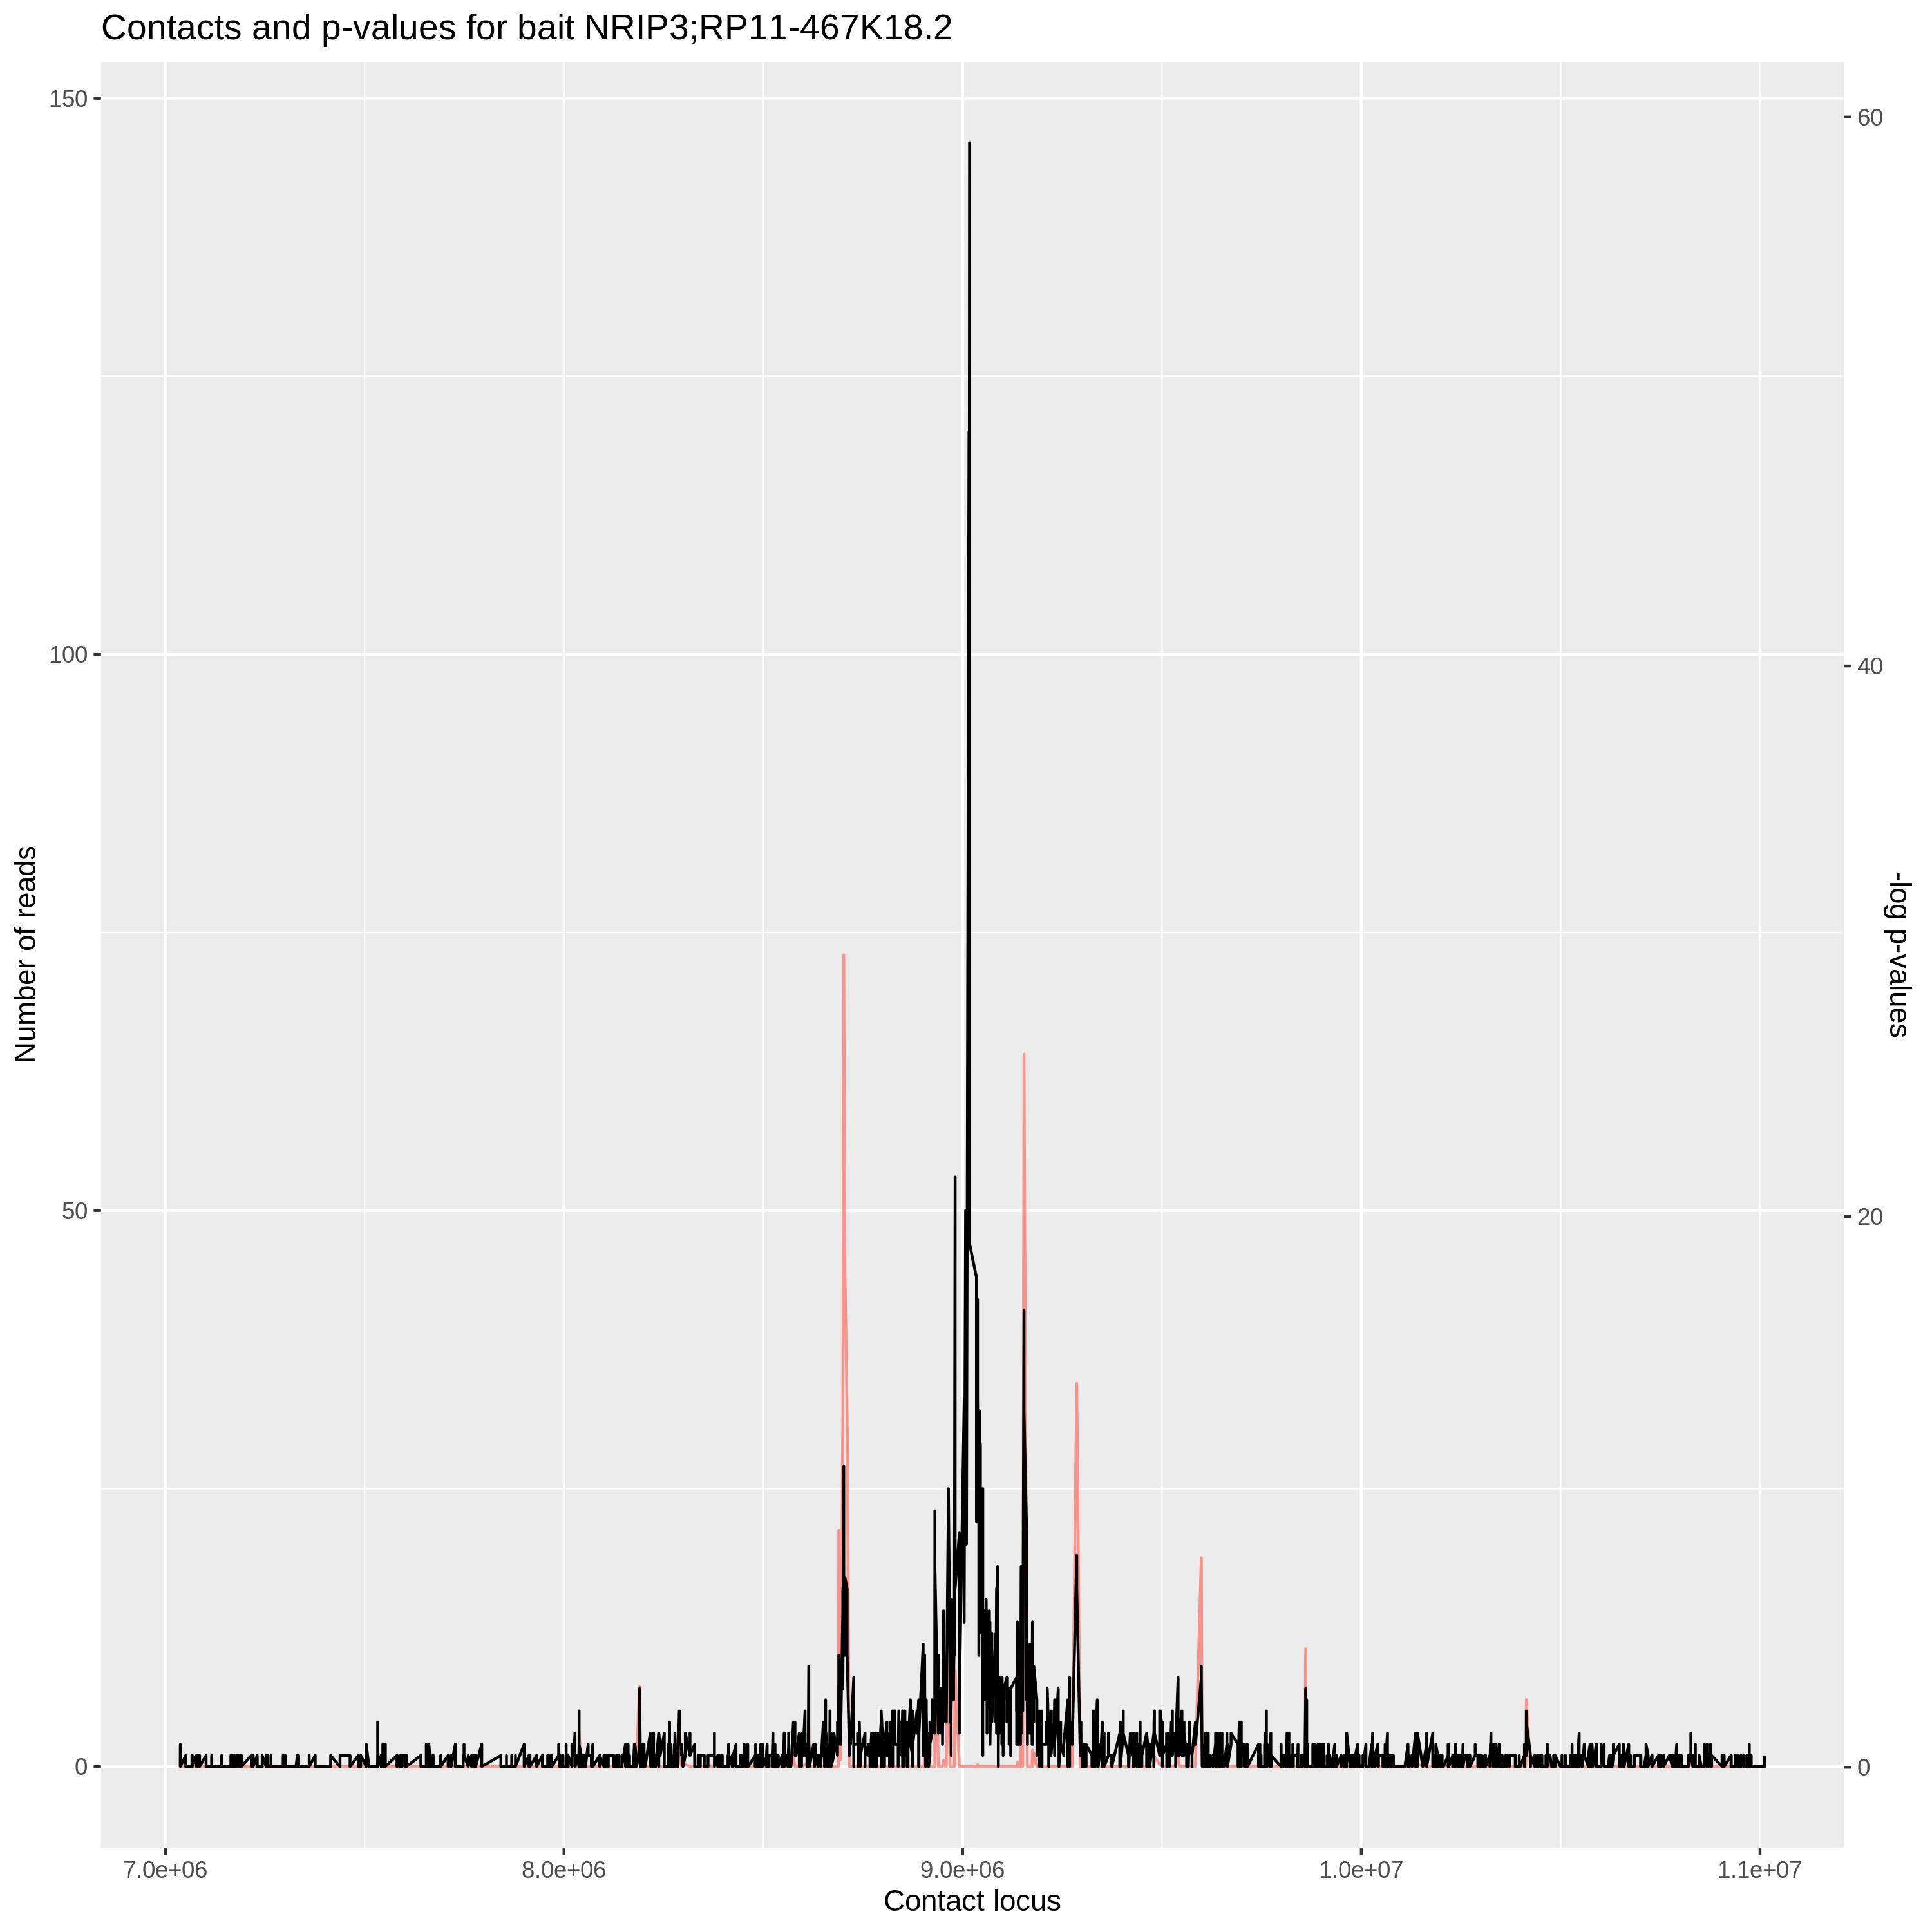 Contacts and p-values for bait NRIP3;RP11-467K18.2
150
100
50
0
Number of reads
60
40
20
0
-log p-values
7.0e+06
8.0e+06
9.0e+06
1.0e+07
1.1e+07
Contact locus